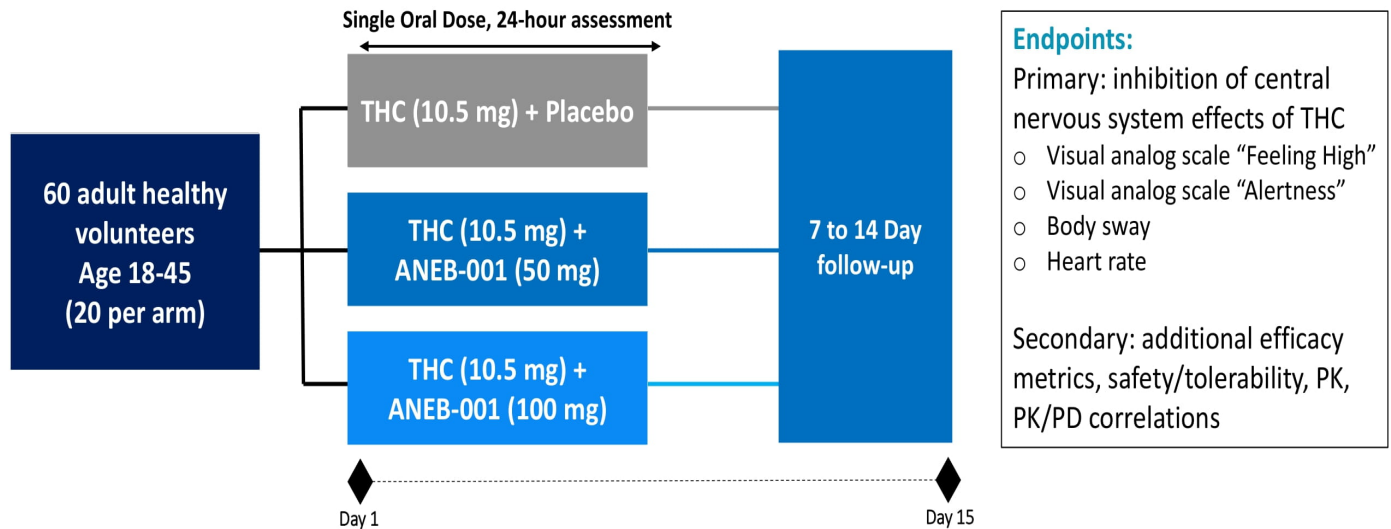 Single Oral Dose, 24-hour assessment
60 adult healthy
volunteers
Age 18-45
(20 per arm)
THC (10.5 mg) + Placebo
THC (10.5 mg) +
ANEB-001 (50 mg)
THC (10.5 mg) +
ANEB-001 (100 mg)
7 to 14 Day
follow-up
Day 1
Day 15
Endpoints:
Primary: inhibition of central
nervous system effects of THC
○ Visual analog scale “Feeling High”
○ Visual analog scale “Alertness”
○ Body sway
○ Heart rate
Secondary: additional efficacy
metrics, safety/tolerability, PK,
PK/PD correlations